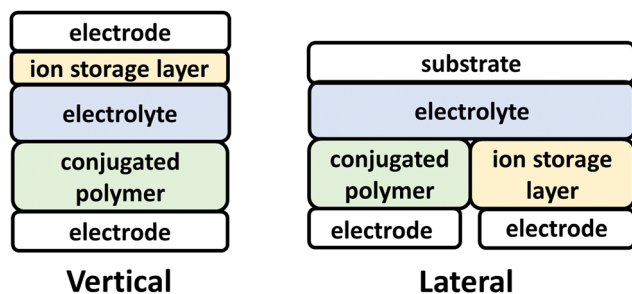 electrode
ion storage layer
electrolyte
conjugated
polymer
electrode
Vertical
substrate
electrolyte
conjugated
polymer
ion storage
layer
electrode
electrode
Lateral